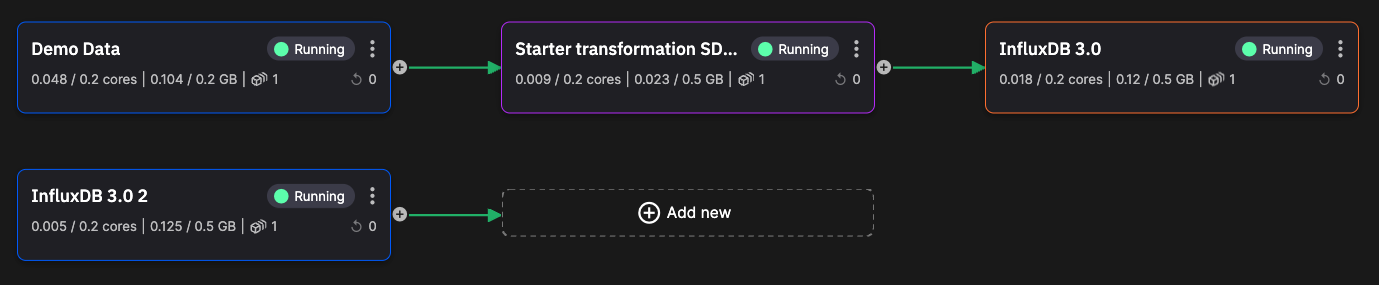 Demo Data Running
0.048 / 0.2 cores | 0.104 / 0.2 GB | 1 0
Starter transformation SD... Running
0.009 / 0.2 cores | 0.023 / 0.5 GB | 1 0
InfluxDB 3.0 Running
0.018 / 0.2 cores | 0.12 / 0.5 GB | 1 0
InfluxDB 3.0 2 Running
0.005 / 0.2 cores | 0.125 / 0.5 GB | 1 0
Add new